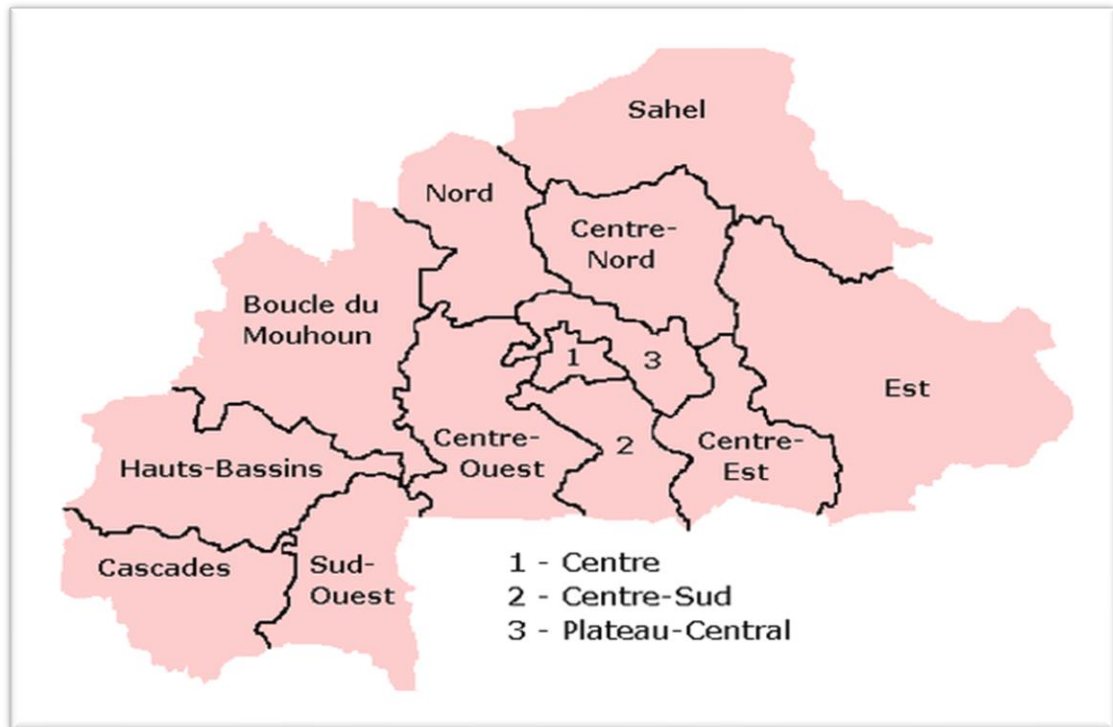 Sahel
Nord
Centre-
Nord
Boucle du
Mouhoun
1
3
Est
Centre-
Ouest
2
Centre-
Est
Hauts-Bassins
Cascades
Sud-
Ouest
1 - Centre
2 - Centre-Sud
3 - Plateau-Central